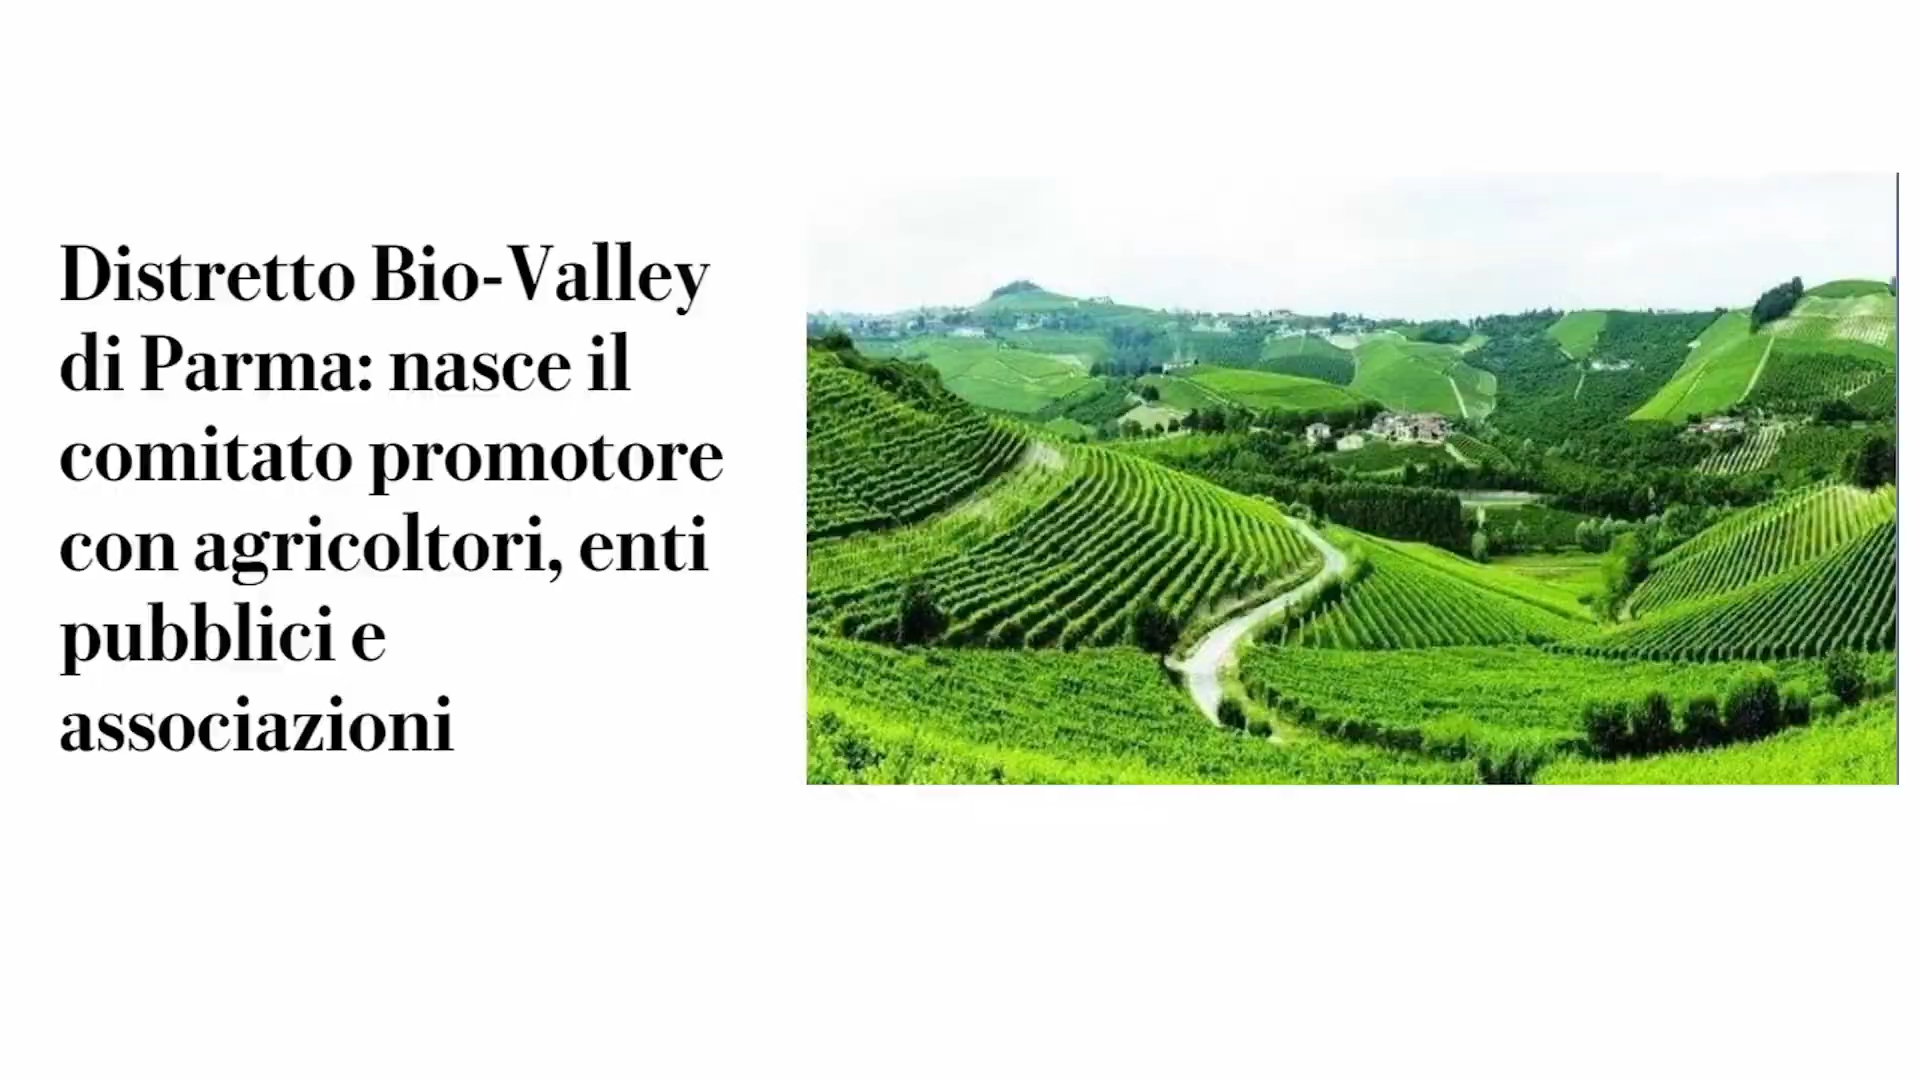 Distretto Bio-Valley
di Parma: nasce il
comitato promotore
con agricoltori, enti
pubblici e
associazioni